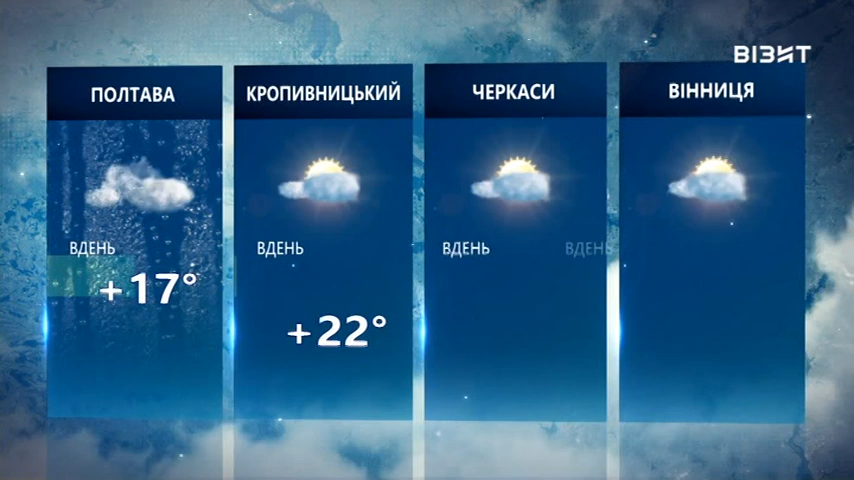 ВІЗИТ
ПОЛТАВА
ВДЕНЬ
+17°
КРОПИВНИЦЬКИЙ
ВДЕНЬ
+22°
ЧЕРКАСИ
ВДЕНЬ
ВДЕНЬ
ВІННИЦЯ